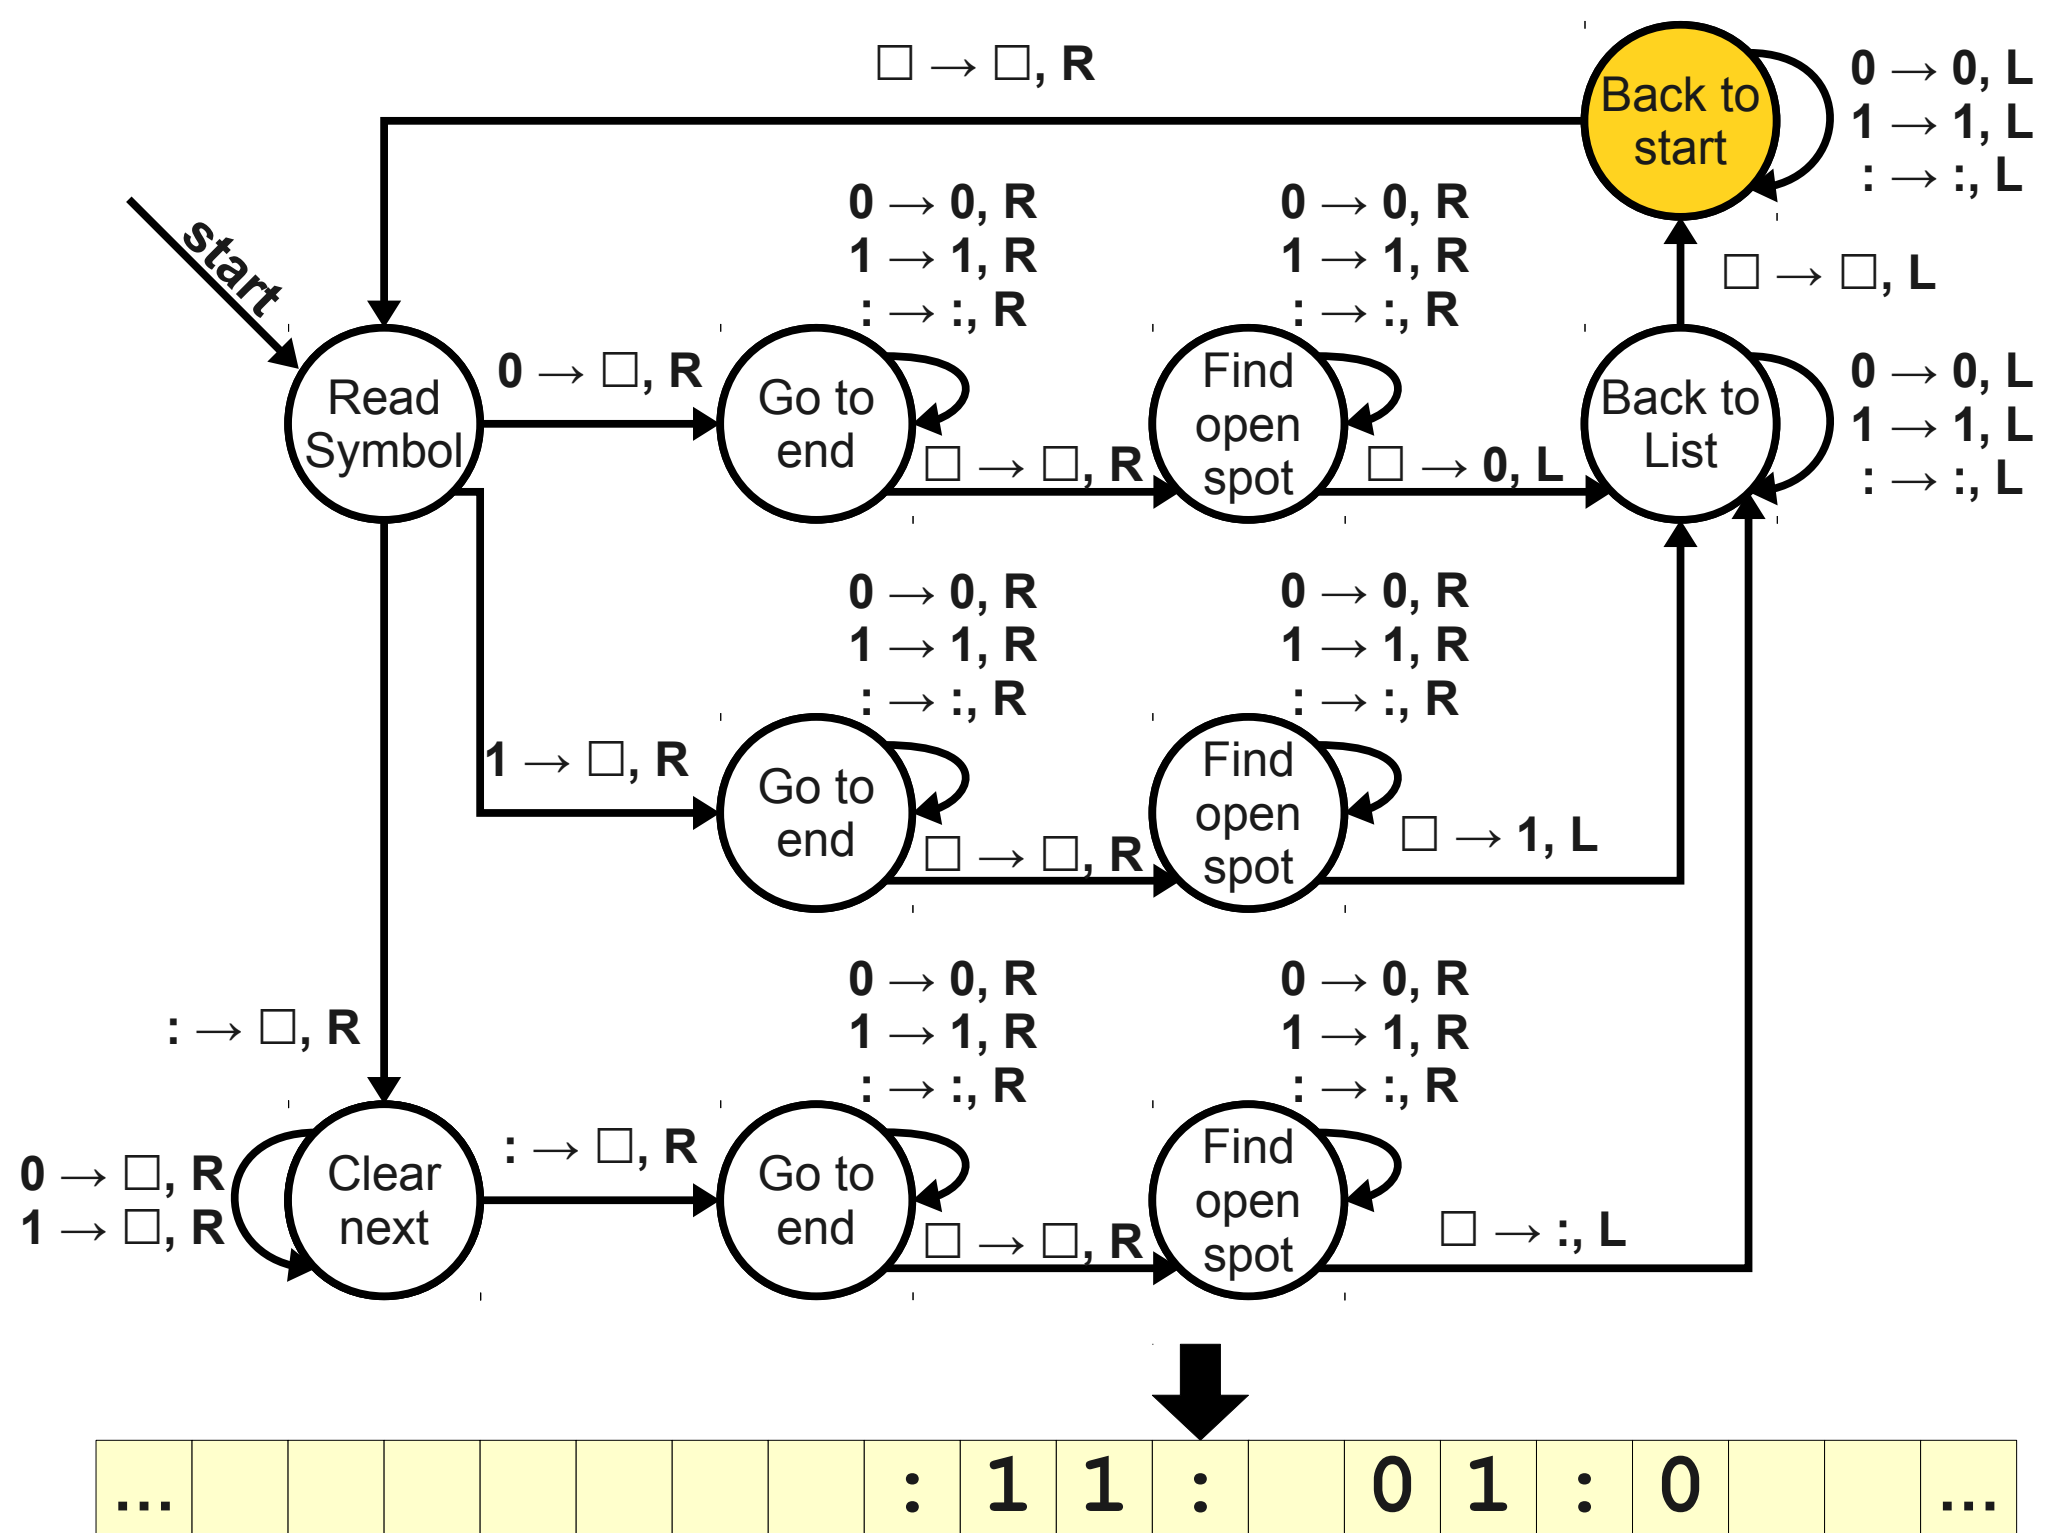 □ → □, R
Back to
start
0 → 0, L
1 → 1, L
: → :, L
start
0 → 0, R
1 → 1, R
: → :, R
0 → 0, R
1 → 1, R
: → :, R
□ → □, L
Read
Symbol
0 → □, R
Go to
end
□ → □, R
Find
open
spot
□ → 0, L
Back to
List
0 → 0, L
1 → 1, L
: → :, L
0 → 0, R
1 → 1, R
: → :, R
0 → 0, R
1 → 1, R
: → :, R
1 → □, R
Go to
end
□ → □, R
Find
open
spot
□ → 1, L
0 → 0, R
1 → 1, R
: → :, R
0 → 0, R
1 → 1, R
: → :, R
: → □, R
0 → □, R
1 → □, R
Clear
next
: → □, R
Go to
end
□ → □, R
Find
open
spot
□ → :, L
... : 1 1 : 0 1 : 0 ...